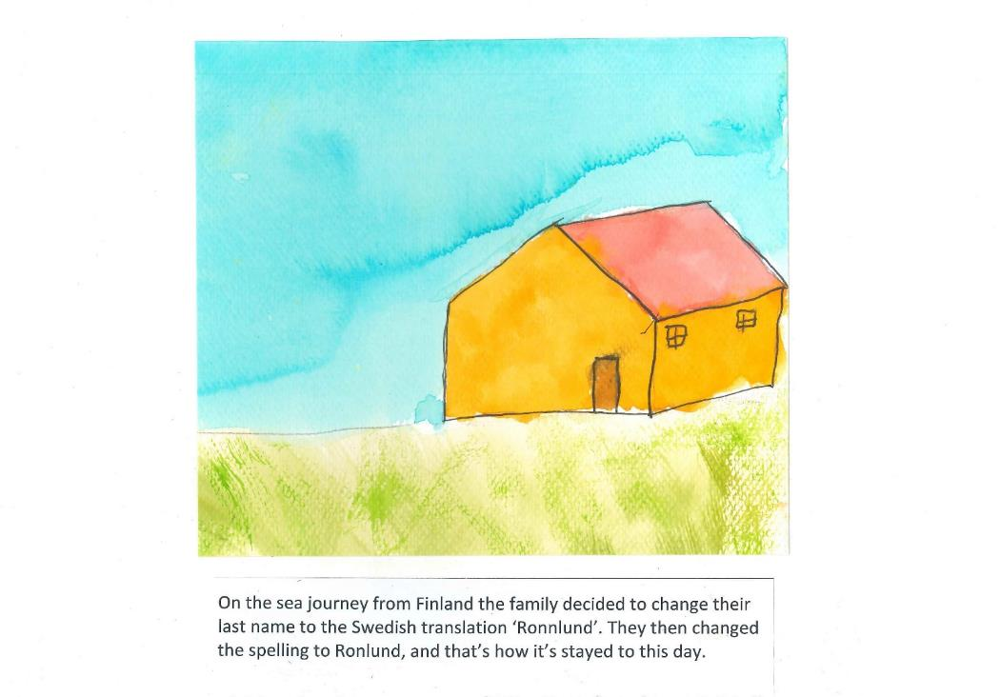 On the sea journey from Finland the family decided to change their
last name to the Swedish translation ‘Ronnlund’. They then changed
the spelling to Ronlund, and that’s how it’s stayed to this day.